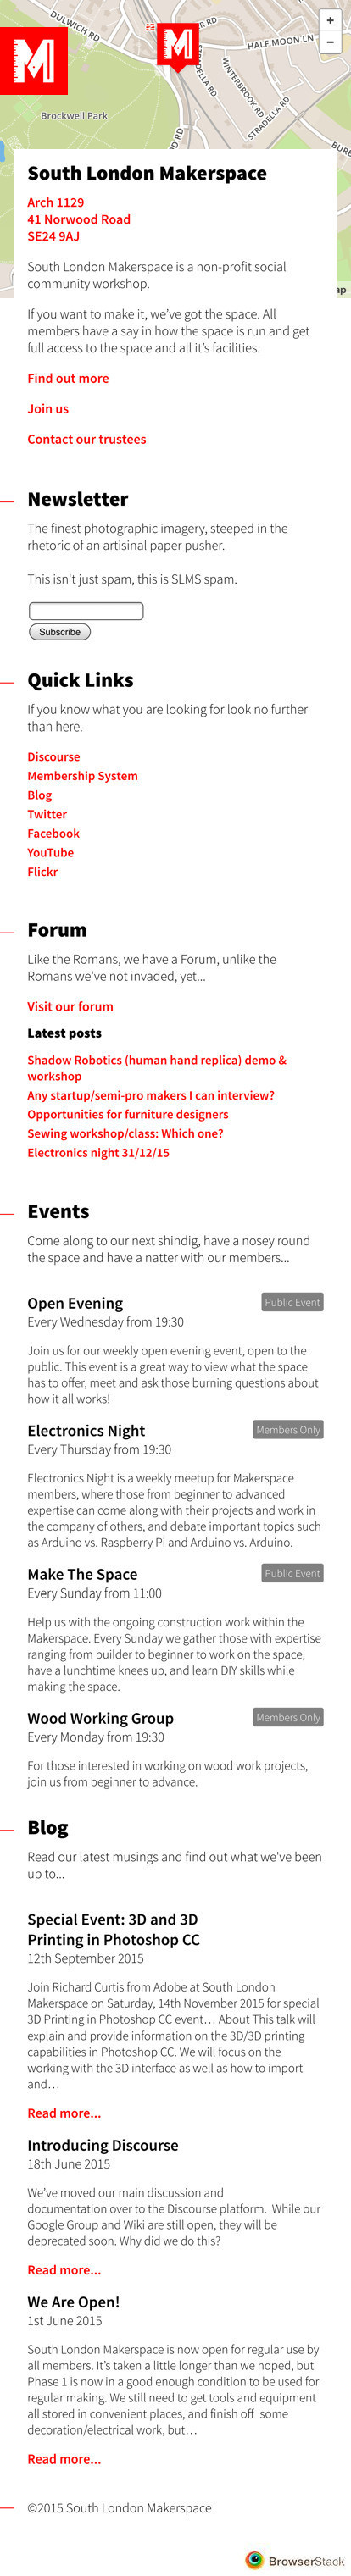 DULWICH RD
R RD
HALF MOON LN
+
−
M
M
DELLA RD
WINTERBROOK RD
STRADELLA RD
Brockwell Park
D RD
BURB
South London Makerspace
Arch 1129
41 Norwood Road
SE24 9AJ
South London Makerspace is a non-profit social
community workshop.
ap
If you want to make it, we've got the space. All
members have a say in how the space is run and get
full access to the space and all it's facilities.
Find out more
Join us
Contact our trustees
Newsletter
The finest photographic imagery, steeped in the
rhetoric of an artisinal paper pusher.
This isn't just spam, this is SLMS spam.
Subscribe
Quick Links
If you know what you are looking for look no further
than here.
Discourse
Membership System
Blog
Twitter
Facebook
YouTube
Flickr
Forum
Like the Romans, we have a Forum, unlike the
Romans we've not invaded, yet...
Visit our forum
Latest posts
Shadow Robotics (human hand replica) demo &
workshop
Any startup/semi-pro makers I can interview?
Opportunities for furniture designers
Sewing workshop/class: Which one?
Electronics night 31/12/15
Events
Come along to our next shindig, have a nosey round
the space and have a natter with our members...
Open Evening
Public Event
Every Wednesday from 19:30
Join us for our weekly open evening event, open to the
public. This event is a great way to view what the space
has to offer, meet and ask those burning questions about
how it all works!
Electronics Night
Members Only
Every Thursday from 19:30
Electronics Night is a weekly meetup for Makerspace
members, where those from beginner to advanced
expertise can come along with their projects and work in
the company of others, and debate important topics such
as Arduino vs. Raspberry Pi and Arduino vs. Arduino.
Make The Space
Public Event
Every Sunday from 11:00
Help us with the ongoing construction work within the
Makerspace. Every Sunday we gather those with expertise
ranging from builder to beginner to work on the space,
have a lunchtime knees up, and learn DIY skills while
making the space.
Wood Working Group
Members Only
Every Monday from 19:30
For those interested in working on wood work projects,
join us from beginner to advance.
Blog
Read our latest musings and find out what we've been
up to...
Special Event: 3D and 3D
Printing in Photoshop CC
12th September 2015
Join Richard Curtis from Adobe at South London
Makerspace on Saturday, 14th November 2015 for special
3D Printing in Photoshop CC event… About This talk will
explain and provide information on the 3D/3D printing
capabilities in Photoshop CC. We will focus on the
working with the 3D interface as well as how to import
and…
Read more...
Introducing Discourse
18th June 2015
We've moved our main discussion and
documentation over to the Discourse platform.  While our
Google Group and Wiki are still open, they will be
deprecated soon. Why did we do this?
Read more...
We Are Open!
1st June 2015
South London Makerspace is now open for regular use by
all members. It's taken a little longer than we hoped, but
Phase 1 is now in a good enough condition to be used for
regular making. We still need to get tools and equipment
all stored in convenient places, and finish off  some
decoration/electrical work, but…
Read more...
©2015 South London Makerspace
BrowserStack